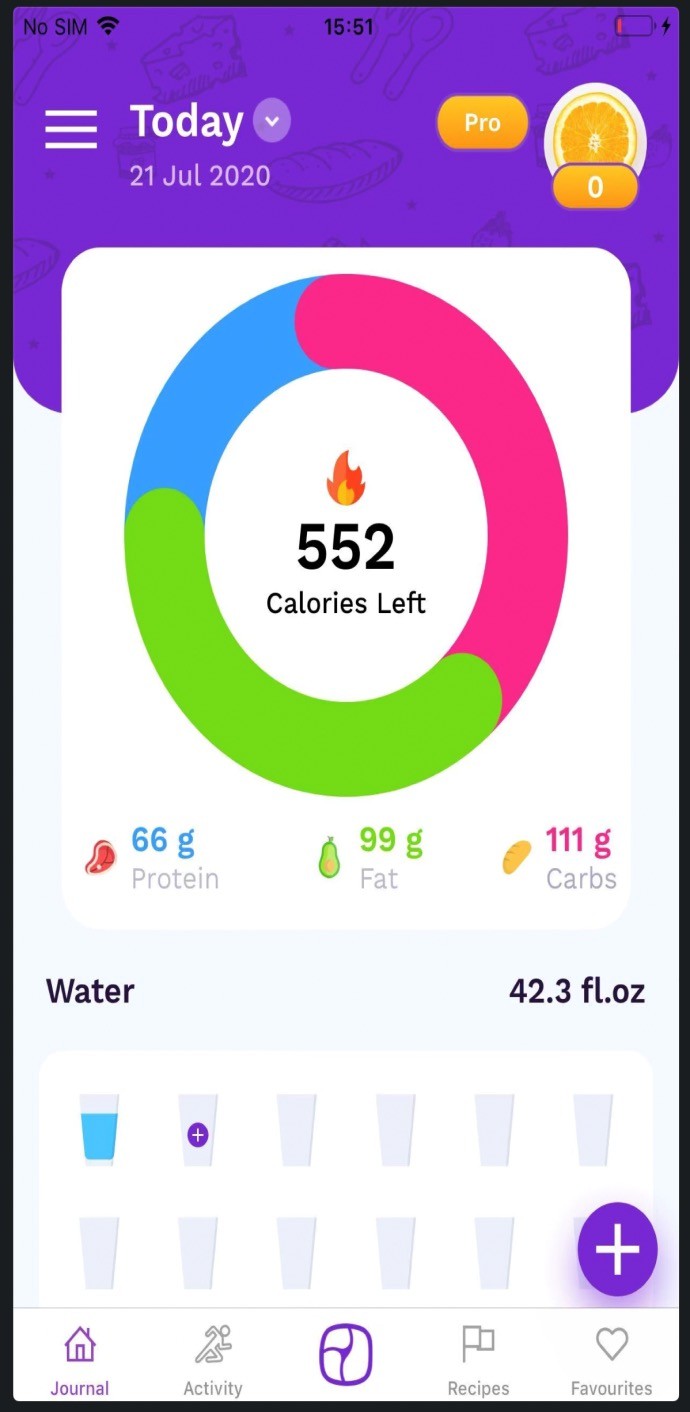 No SIM 15:51
Today
Pro
21 Jul 2020
0
552
Calories Left
66 g 99 g 111 g
Protein Fat Carbs
Water 42.3 fl.oz
Journal Activity Recipes Favourites